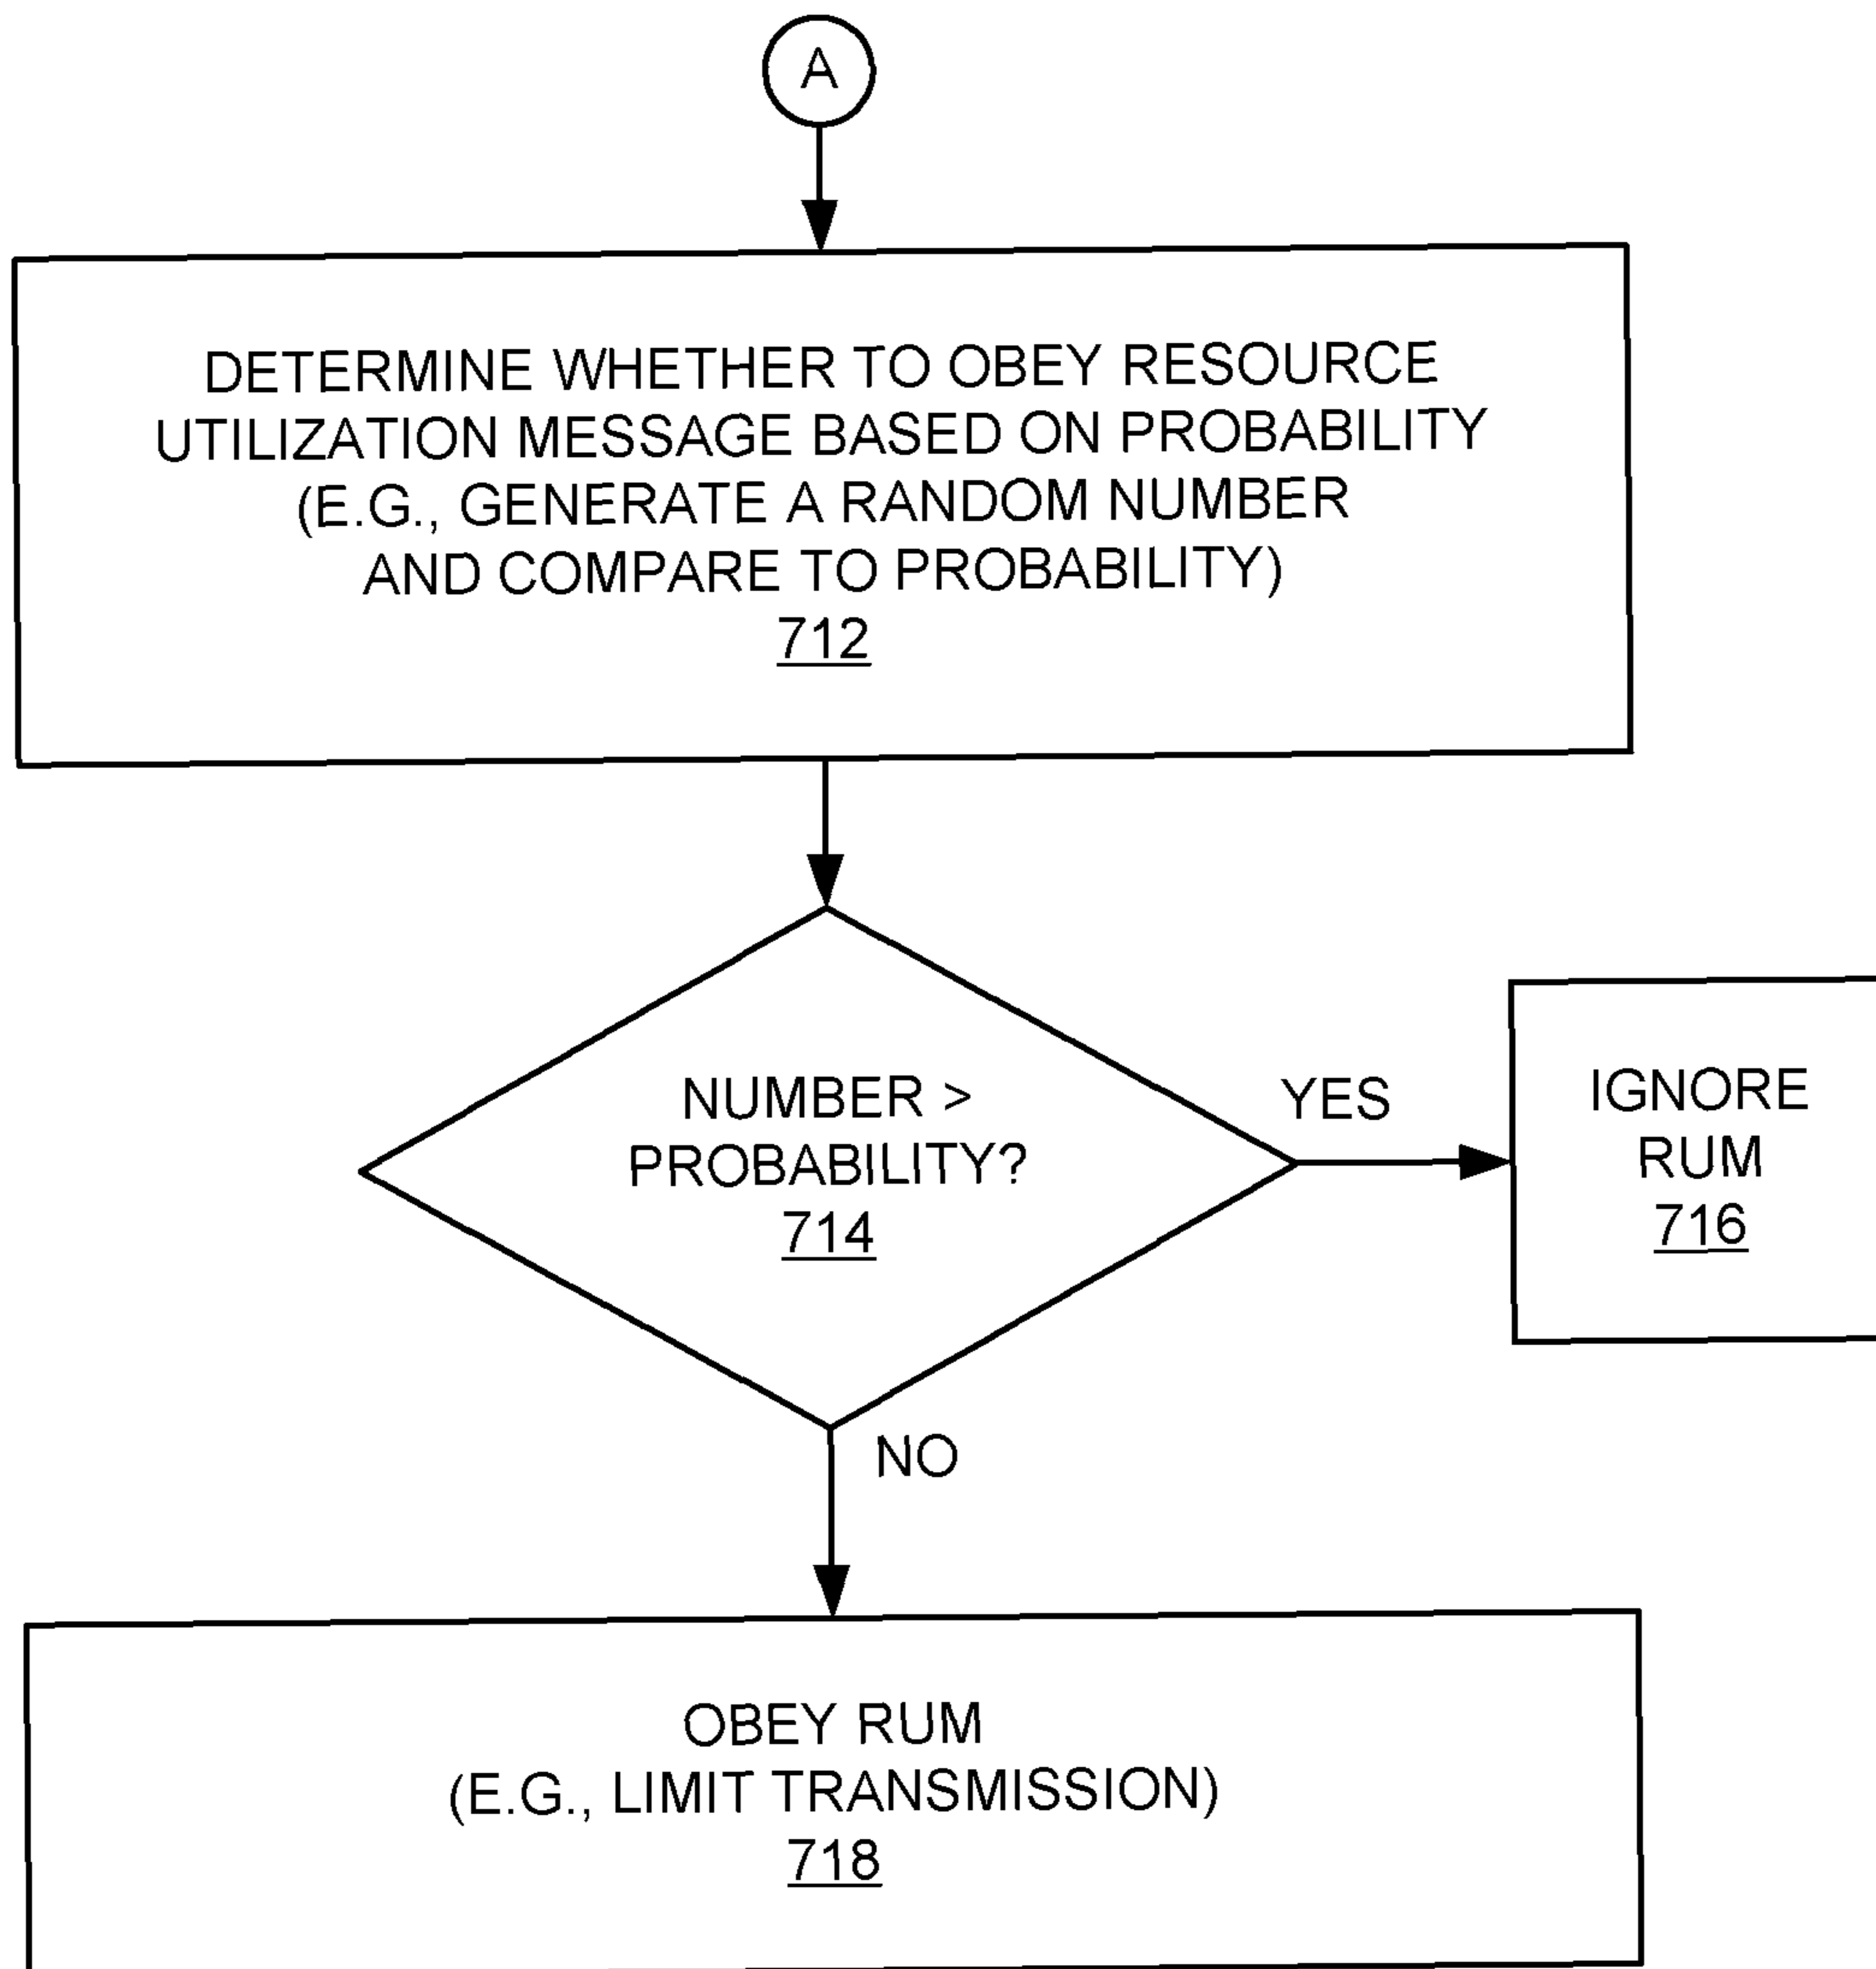 A
DETERMINE WHETHER TO OBEY RESOURCE
UTILIZATION MESSAGE BASED ON PROBABILITY
(E.G., GENERATE A RANDOM NUMBER
AND COMPARE TO PROBABILITY)
712
NUMBER >
PROBABILITY?
714
YES
IGNORE
RUM
716
NO
OBEY RUM
(E.G., LIMIT TRANSMISSION)
718